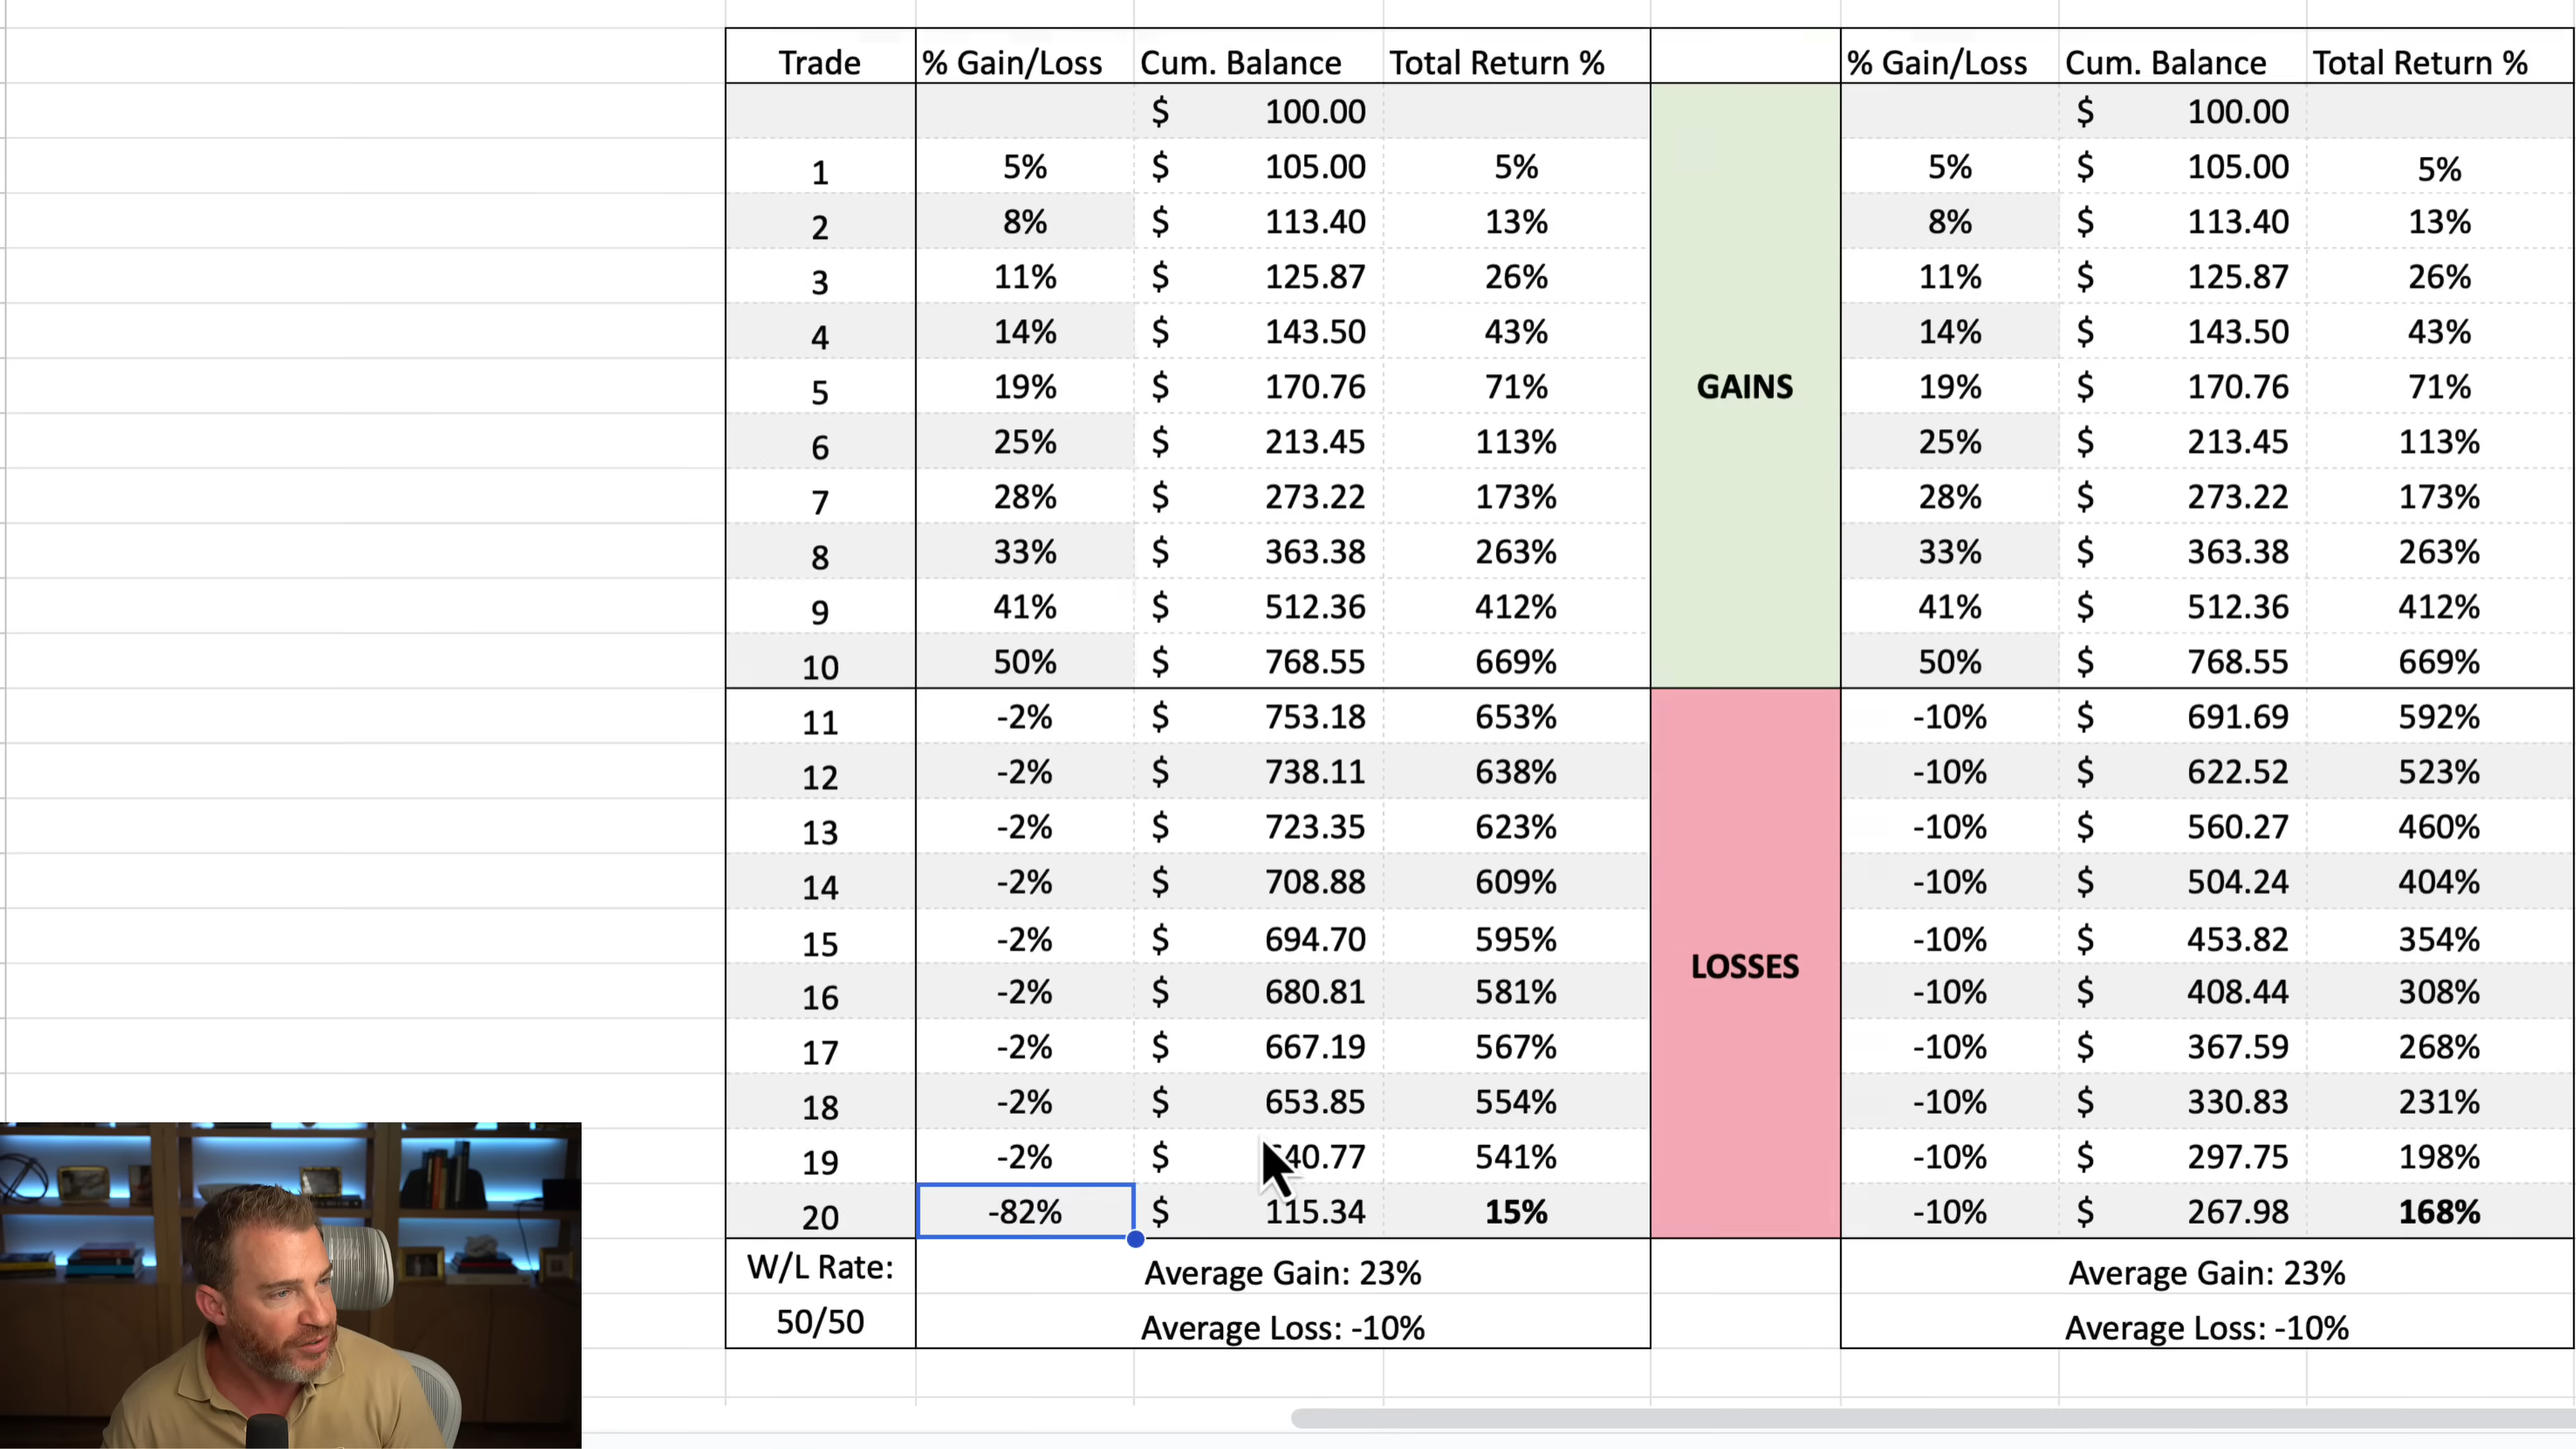 Trade % Gain/Loss Cum. Balance Total Return % % Gain/Loss Cum. Balance Total Return %
$ 100.00 $ 100.00
1 5% $ 105.00 5% 5% $ 105.00 5%
2 8% $ 113.40 13% 8% $ 113.40 13%
3 11% $ 125.87 26% 11% $ 125.87 26%
4 14% $ 143.50 43% 14% $ 143.50 43%
5 19% $ 170.76 71% GAINS 19% $ 170.76 71%
6 25% $ 213.45 113% 25% $ 213.45 113%
7 28% $ 273.22 173% 28% $ 273.22 173%
8 33% $ 363.38 263% 33% $ 363.38 263%
9 41% $ 512.36 412% 41% $ 512.36 412%
10 50% $ 768.55 669% 50% $ 768.55 669%
11 -2% $ 753.18 653% -10% $ 691.69 592%
12 -2% $ 738.11 638% -10% $ 622.52 523%
13 -2% $ 723.35 623% -10% $ 560.27 460%
14 -2% $ 708.88 609% -10% $ 504.24 404%
15 -2% $ 694.70 595% -10% $ 453.82 354%
LOSSES
16 -2% $ 680.81 581% -10% $ 408.44 308%
17 -2% $ 667.19 567% -10% $ 367.59 268%
18 -2% $ 653.85 554% -10% $ 330.83 231%
19 -2% $ 40.77 541% -10% $ 297.75 198%
20 -82% $ 115.34 15% -10% $ 267.98 168%
W/L Rate: Average Gain: 23% Average Gain: 23%
50/50 Average Loss: -10% Average Loss: -10%